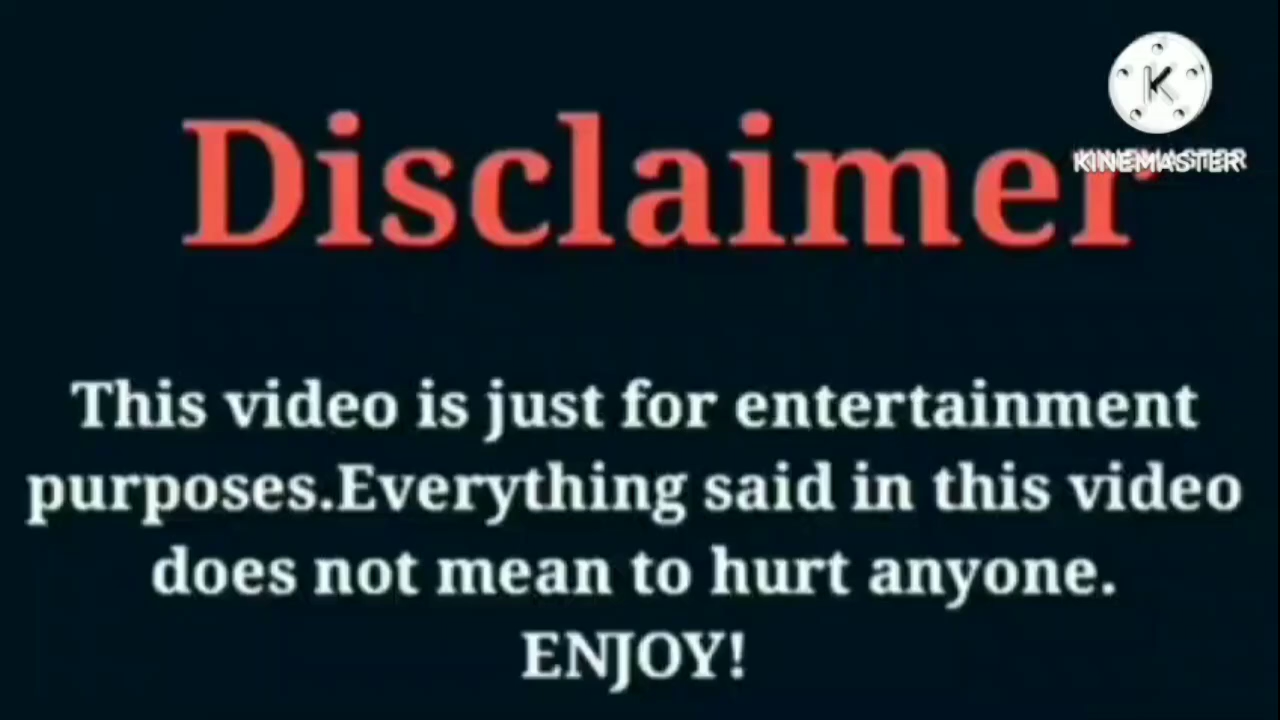 K
KINEMASTER
Disclaimer
This video is just for entertainment
purposes.Everything said in this video
does not mean to hurt anyone.
ENJOY!